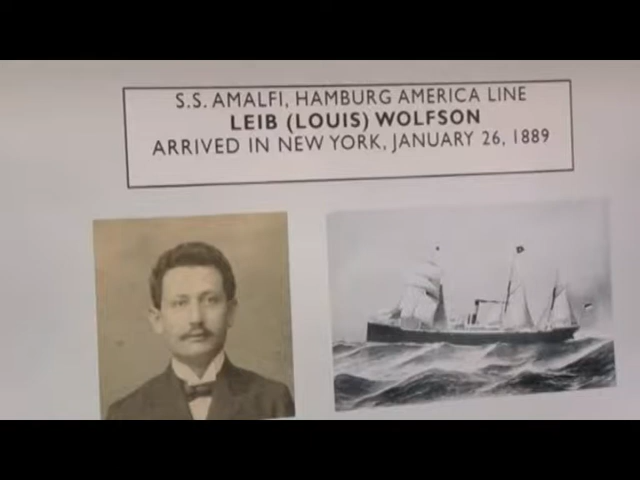 S.S. AMALFI, HAMBURG AMERICA LINE
LEIB (LOUIS) WOLFSON
ARRIVED IN NEW YORK, JANUARY 26, 1889